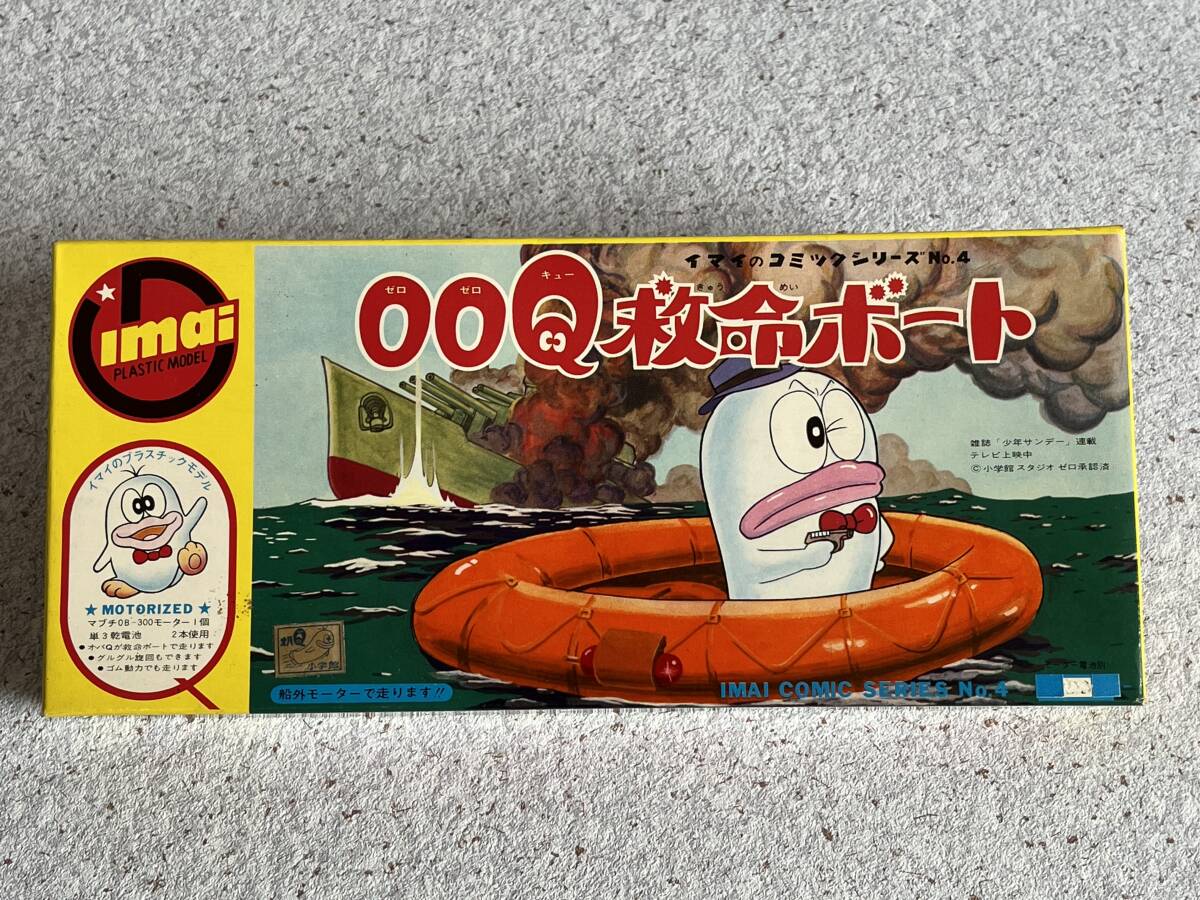 imai
PLASTIC MODEL
イマイのプラスチックモデル
★ MOTORIZED ★
マブチ08-300モーター1個
単3乾電池 2本使用
●オバQが救命ボートで走ります
●グルグル旋回もできます
●ゴム動力でも走ります
イマイのコミックシリーズNo.4
ゼロ ゼロ キュー きゅう めい
00Q救命ボート
雑誌「少年サンデー」連載
テレビ上映中
©小学館 スタジオ ゼロ承認済
小学館
船外モーターで走ります!!
IMAI COMIC SERIES No.4
電池別